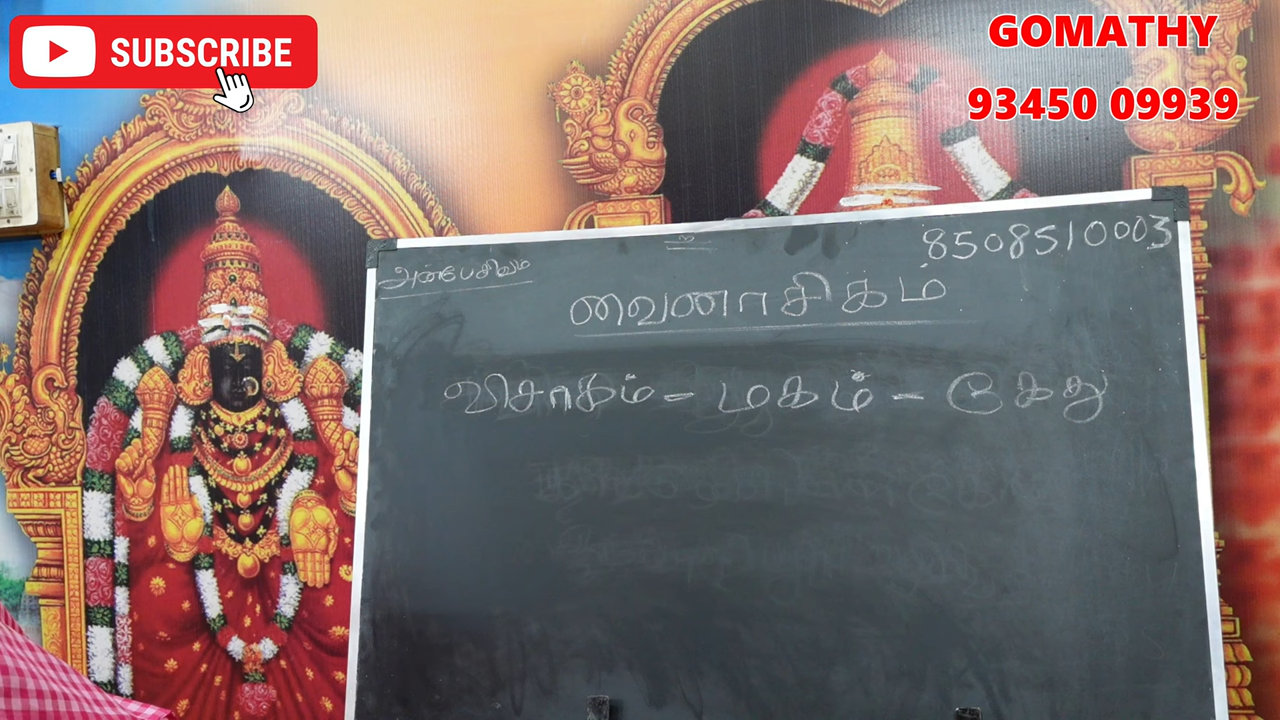 SUBSCRIBE
GOMATHY
93450 09939
8508510003
அன்பேசிவம்
வைணாசிகம்
விசாகம் - மகம் - கேது